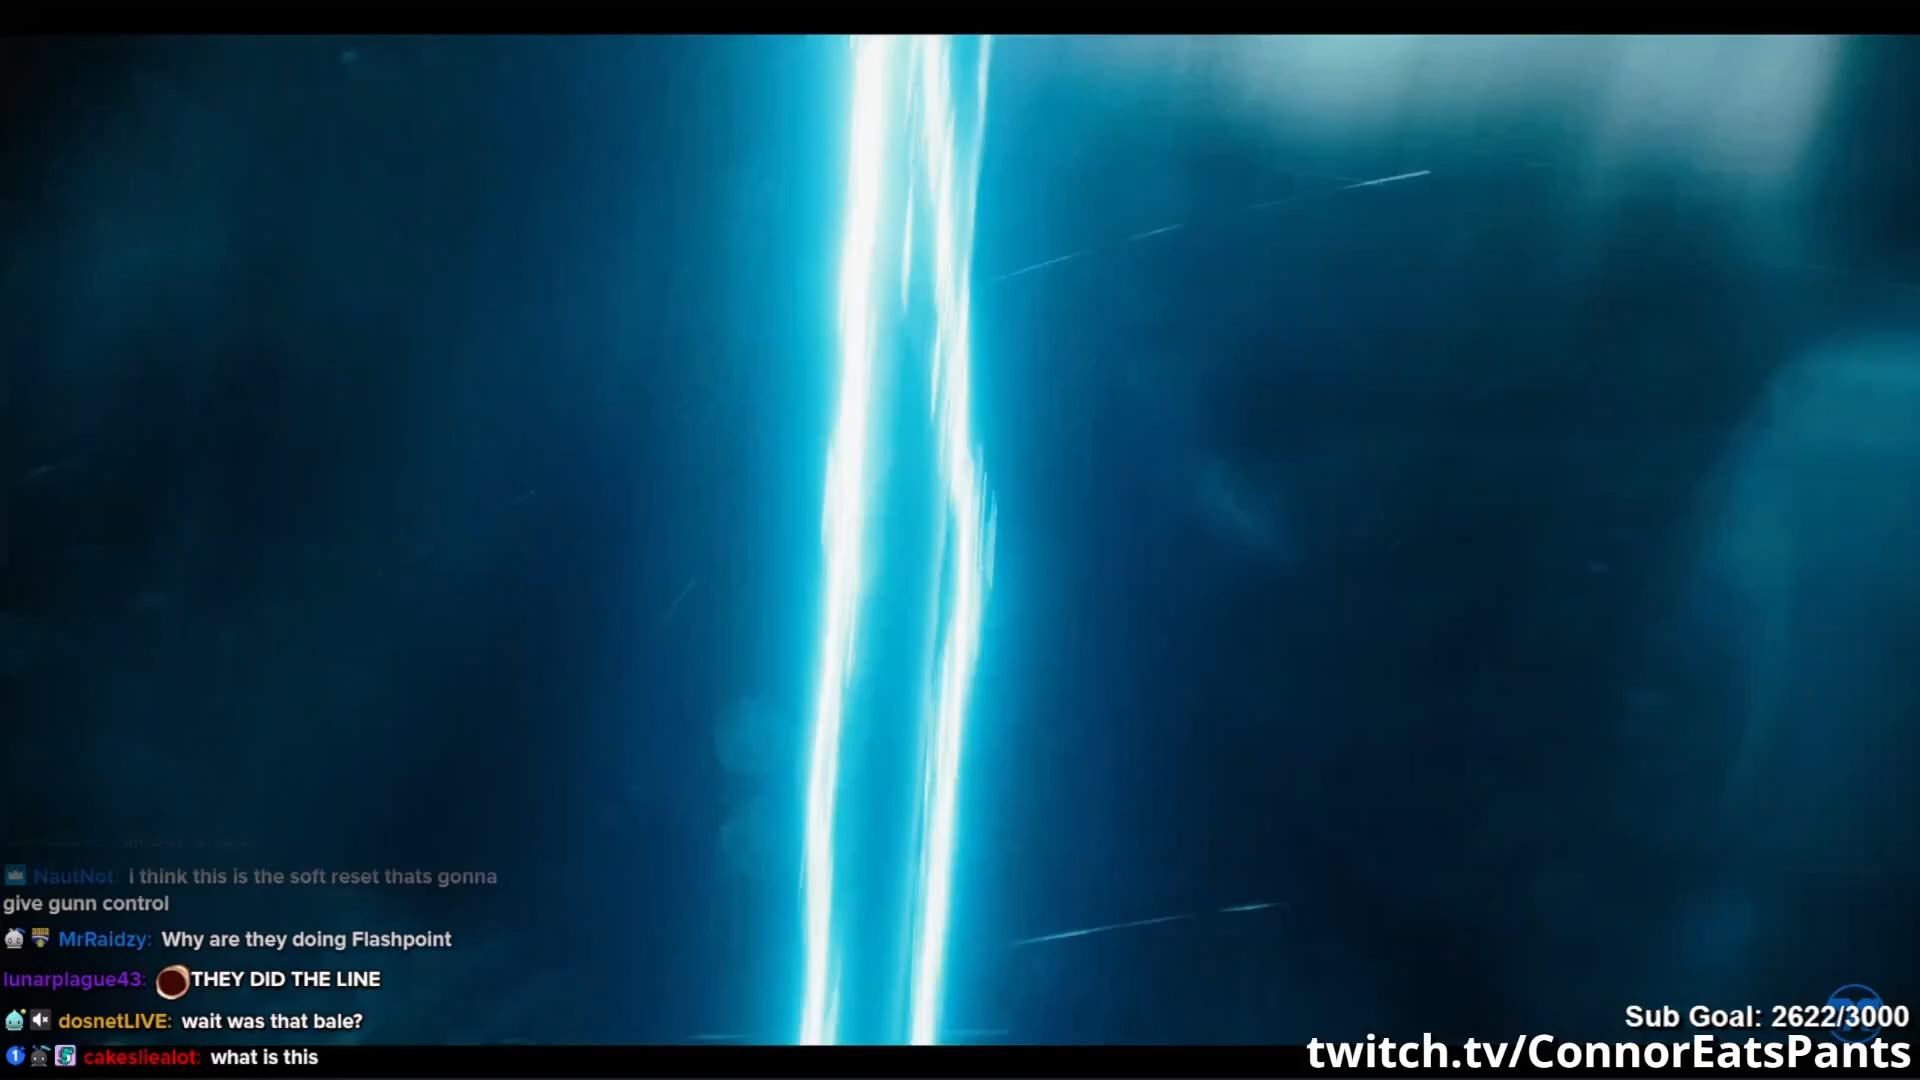 NautNot: i think this is the soft reset thats gonna
give gunn control
MrRaidzy: Why are they doing Flashpoint
lunarplague43: THEY DID THE LINE
dosnetLIVE: wait was that bale?
cakesliealot: what is this
Sub Goal: 2622/3000
twitch.tv/ConnorEatsPants